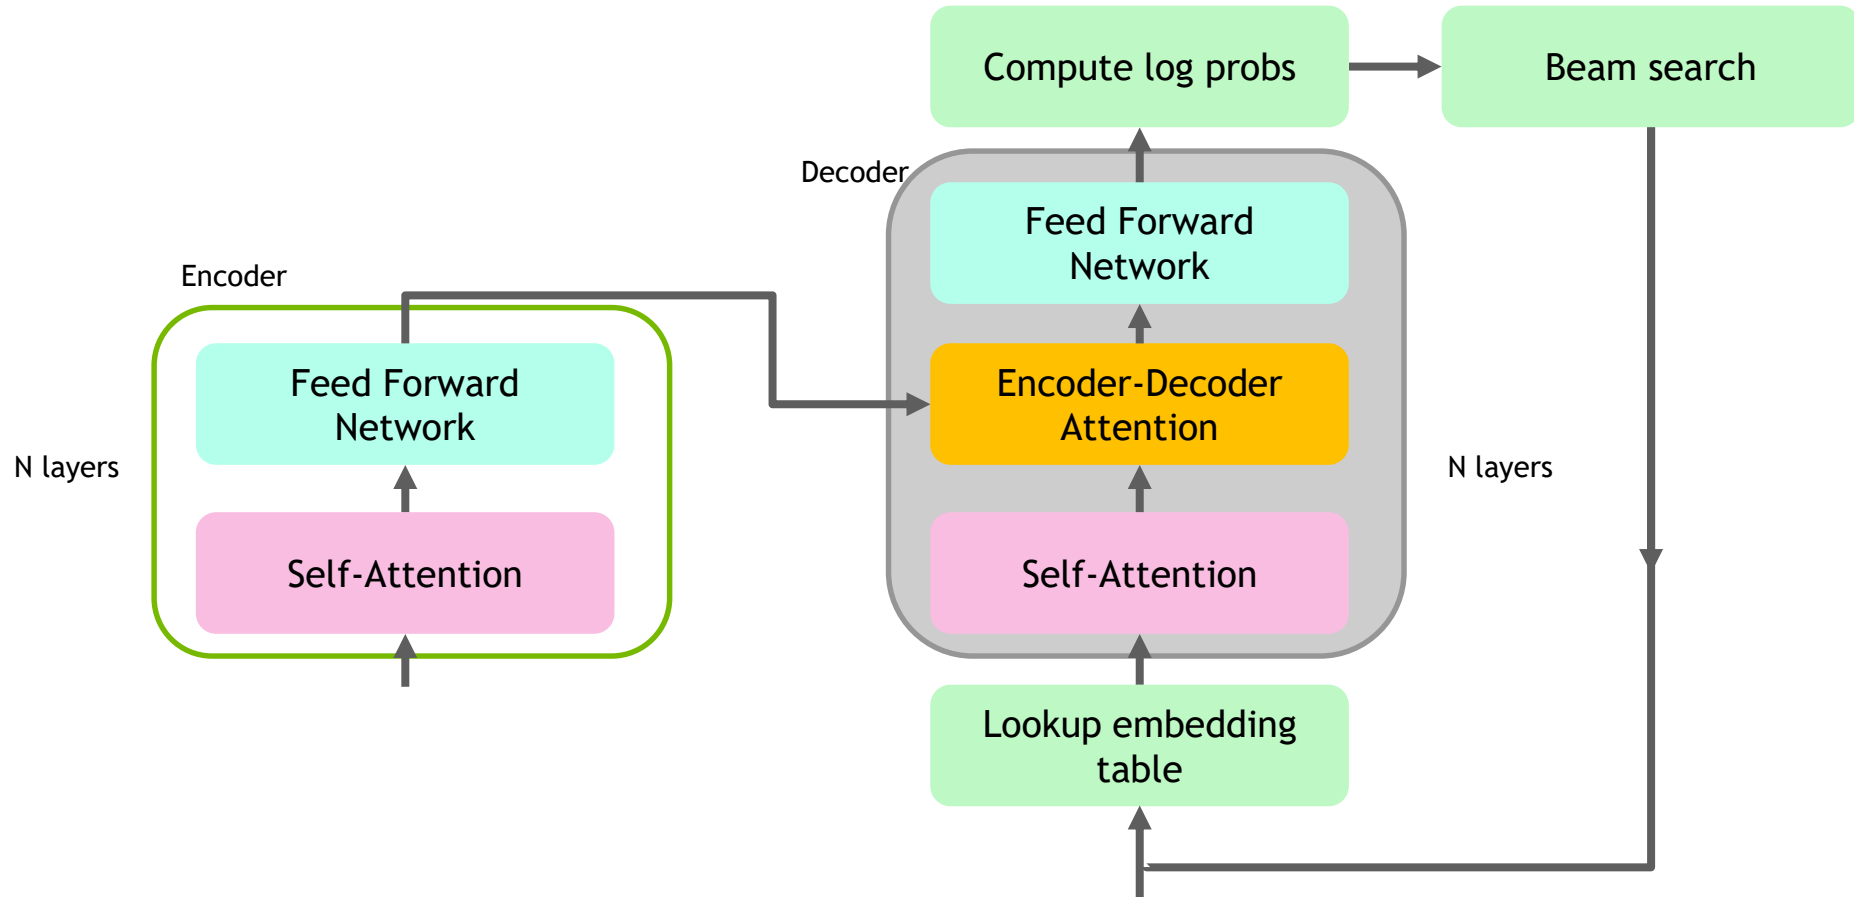 Compute log probs
Beam search
Decoder
Feed Forward
Network
Encoder
Feed Forward
Network
Encoder-Decoder
Attention
N layers
N layers
Self-Attention
Self-Attention
Lookup embedding
table